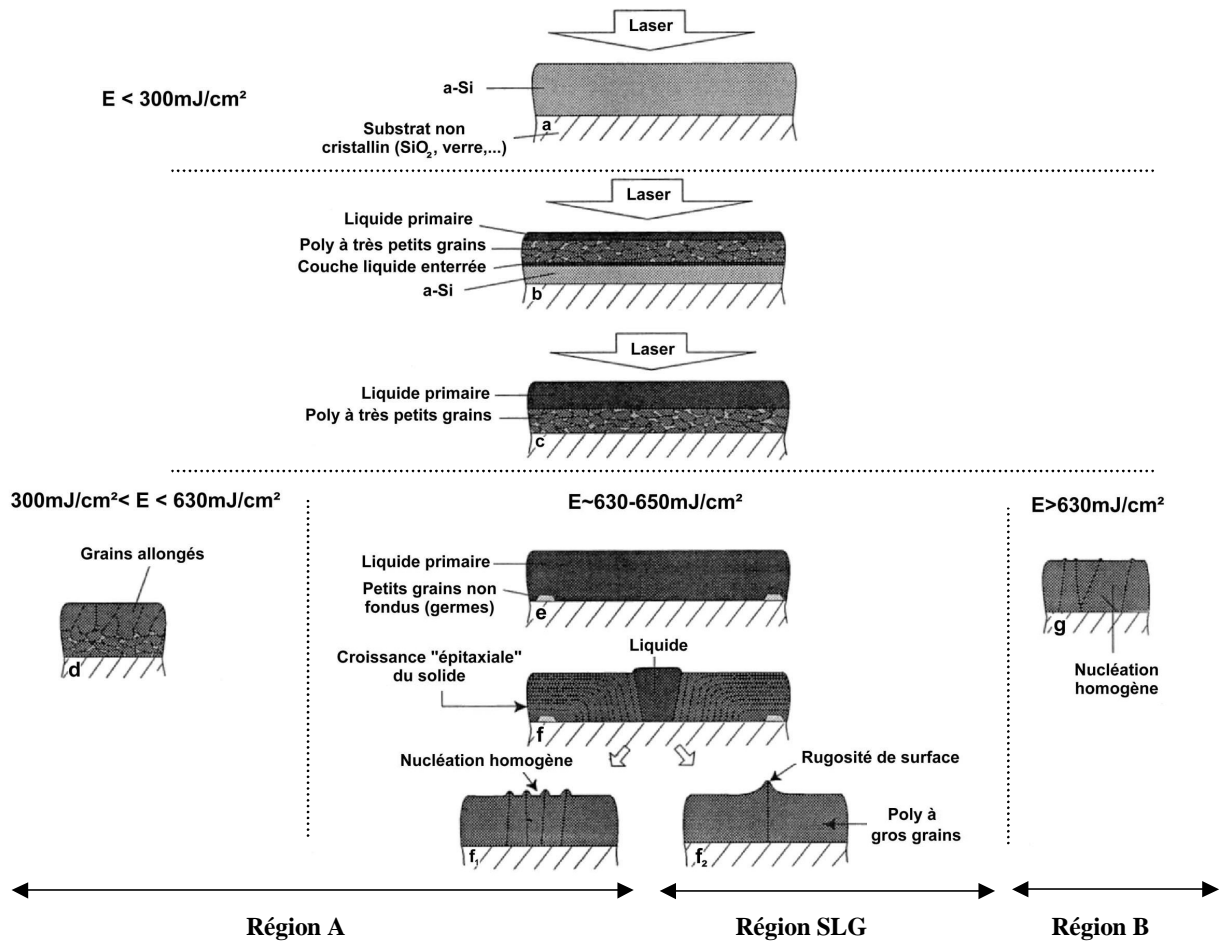 Laser
E < 300mJ/cm²
a-Si
a
Substrat non
cristallin (SiO₂, verre,...)
Laser
Liquide primaire
Poly à très petits grains
Couche liquide enterrée
a-Si
b
Laser
Liquide primaire
Poly à très petits grains
c
300mJ/cm²< E < 630mJ/cm²
Grains allongés
d
E~630-650mJ/cm²
Liquide primaire
Petits grains non
fondus (germes)
e
Liquide
Croissance "épitaxiale"
du solide
f
Nucléation homogène
f₁
Rugosité de surface
Poly à
gros grains
f₂
E>630mJ/cm²
g
Nucléation
homogène
Région A
Région SLG
Région B